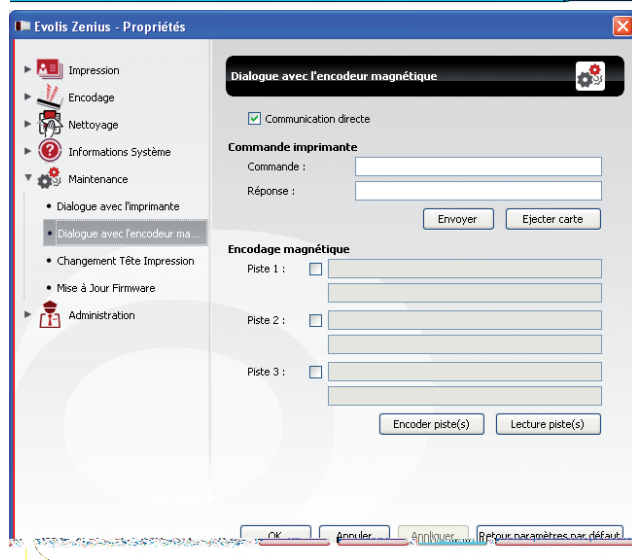 Evolis Zenius - Propriétés
Impression
Encodage
Nettoyage
Informations Système
Maintenance
Dialogue avec l'imprimante
Dialogue avec l'encodeur ma...
Changement Tête Impression
Mise à Jour Firmware
Administration
Dialogue avec l'encodeur magnétique
Communication directe
Commande imprimante
Commande :
Réponse :
Envoyer Ejecter carte
Encodage magnétique
Piste 1 :
Piste 2 :
Piste 3 :
Encoder piste(s) Lecture piste(s)
OK Annuler Appliquer Retour paramètres par défaut